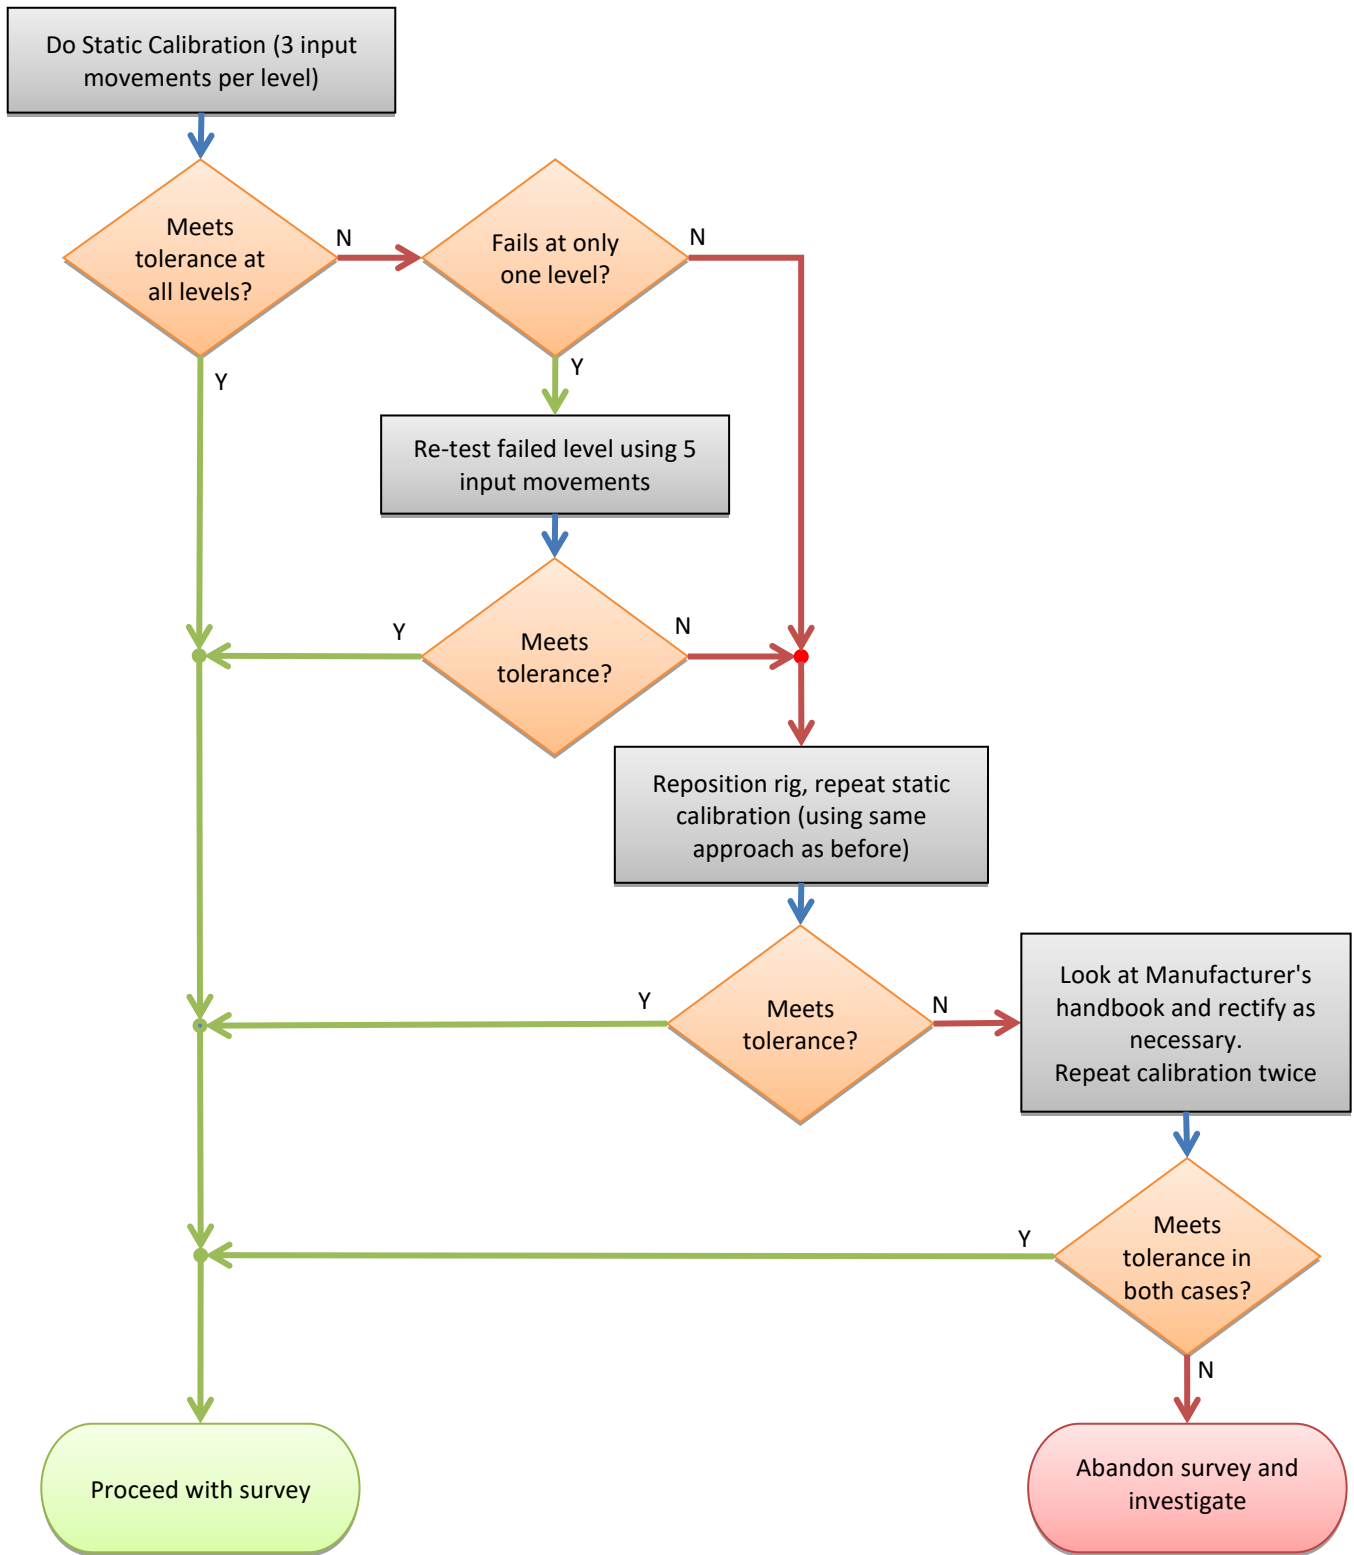 Do Static Calibration (3 input
movements per level)
Meets
tolerance at
all levels?
N
Fails at only
one level?
N
Y
Y
Re-test failed level using 5
input movements
Y
Meets
tolerance?
N
Reposition rig, repeat static
calibration (using same
approach as before)
Y
Meets
tolerance?
N
Look at Manufacturer's
handbook and rectify as
necessary.
Repeat calibration twice
Y
Meets
tolerance in
both cases?
N
Proceed with survey
Abandon survey and
investigate